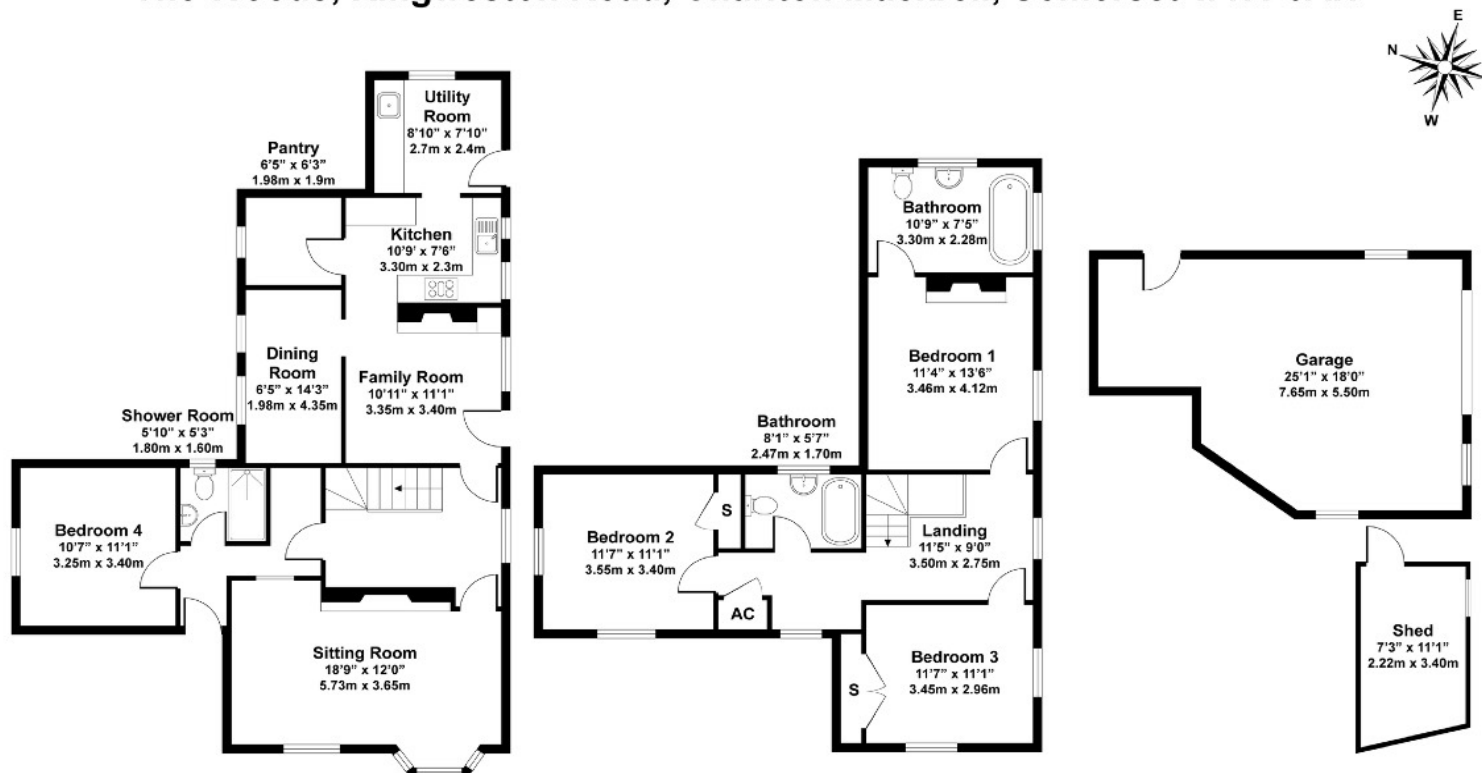 Kingweston Road, Charlton Mackrell, Somerset
E
N
W
Utility
Room
8'10" x 7'10"
2.7m x 2.4m
Pantry
6'5" x 6'3"
1.98m x 1.9m
Kitchen
10'9' x 7'6"
3.30m x 2.3m
Dining
Room
6'5" x 14'3"
1.98m x 4.35m
Family Room
10'11" x 11'1"
3.35m x 3.40m
Shower Room
5'10" x 5'3"
1.80m x 1.60m
Bedroom 4
10'7" x 11'1"
3.25m x 3.40m
Sitting Room
18'9" x 12'0"
5.73m x 3.65m
Bathroom
10'9" x 7'5"
3.30m x 2.28m
Bedroom 1
11'4" x 13'6"
3.46m x 4.12m
Bathroom
8'1" x 5'7"
2.47m x 1.70m
S
Bedroom 2
11'7" x 11'1"
3.55m x 3.40m
Landing
11'5" x 9'0"
3.50m x 2.75m
AC
S
Bedroom 3
11'7" x 11'1"
3.45m x 2.96m
Garage
25'1" x 18'0"
7.65m x 5.50m
Shed
7'3" x 11'1"
2.22m x 3.40m